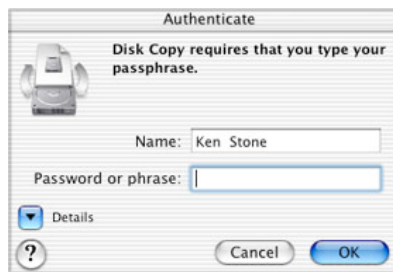 Authenticate
Disk Copy requires that you type your
passphrase.
Name: Ken Stone
Password or phrase:
Details
? Cancel OK